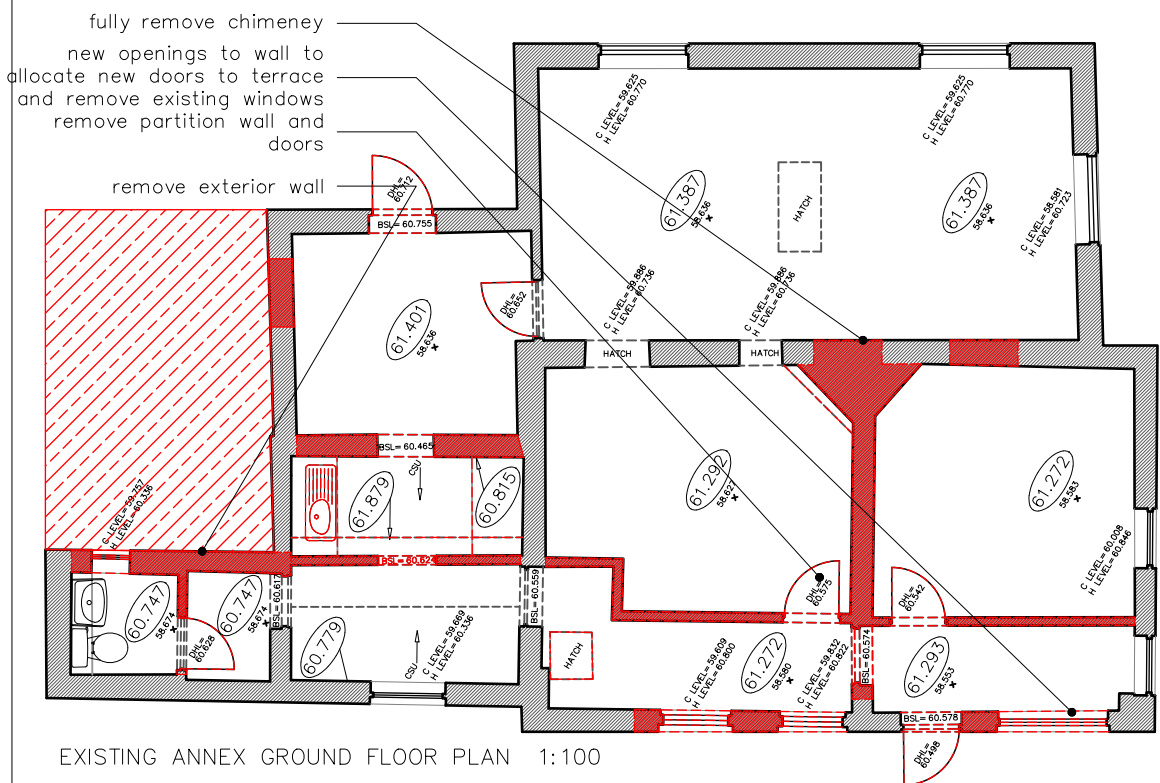 fully remove chimeney
new openings to wall to
allocate new doors to terrace
and remove existing windows
remove partition wall and
doors
remove exterior wall
C LEVEL= 59.625
H LEVEL= 60.770
C LEVEL= 59.625
H LEVEL= 60.770
DHL=
60.712
BSL= 60.755
61.387
58.636
HATCH
61.387
58.636
C LEVEL= 58.581
H LEVEL= 60.723
61.401
58.636
DHL=
60.652
C LEVEL= 59.886
H LEVEL= 60.736
C LEVEL= 59.886
H LEVEL= 60.736
HATCH
HATCH
BSL= 60.465
CSU
61.879
60.815
61.292
58.627
61.272
58.583
C LEVEL= 59.757
H LEVEL= 60.336
BSL= 60.624
C LEVEL= 60.008
H LEVEL= 60.846
60.747
58.674
60.747
58.674
BSL= 60.617
BSL= 60.559
DHL=
60.575
DHL=
60.542
DHL=
60.628
60.779
CSU
C LEVEL= 59.669
H LEVEL= 60.336
HATCH
C LEVEL= 59.609
H LEVEL= 60.800
61.272
58.580
C LEVEL= 59.832
H LEVEL= 60.822
BSL= 60.574
61.293
58.553
BSL= 60.578
DHL=
60.498
EXISTING ANNEX GROUND FLOOR PLAN 1:100